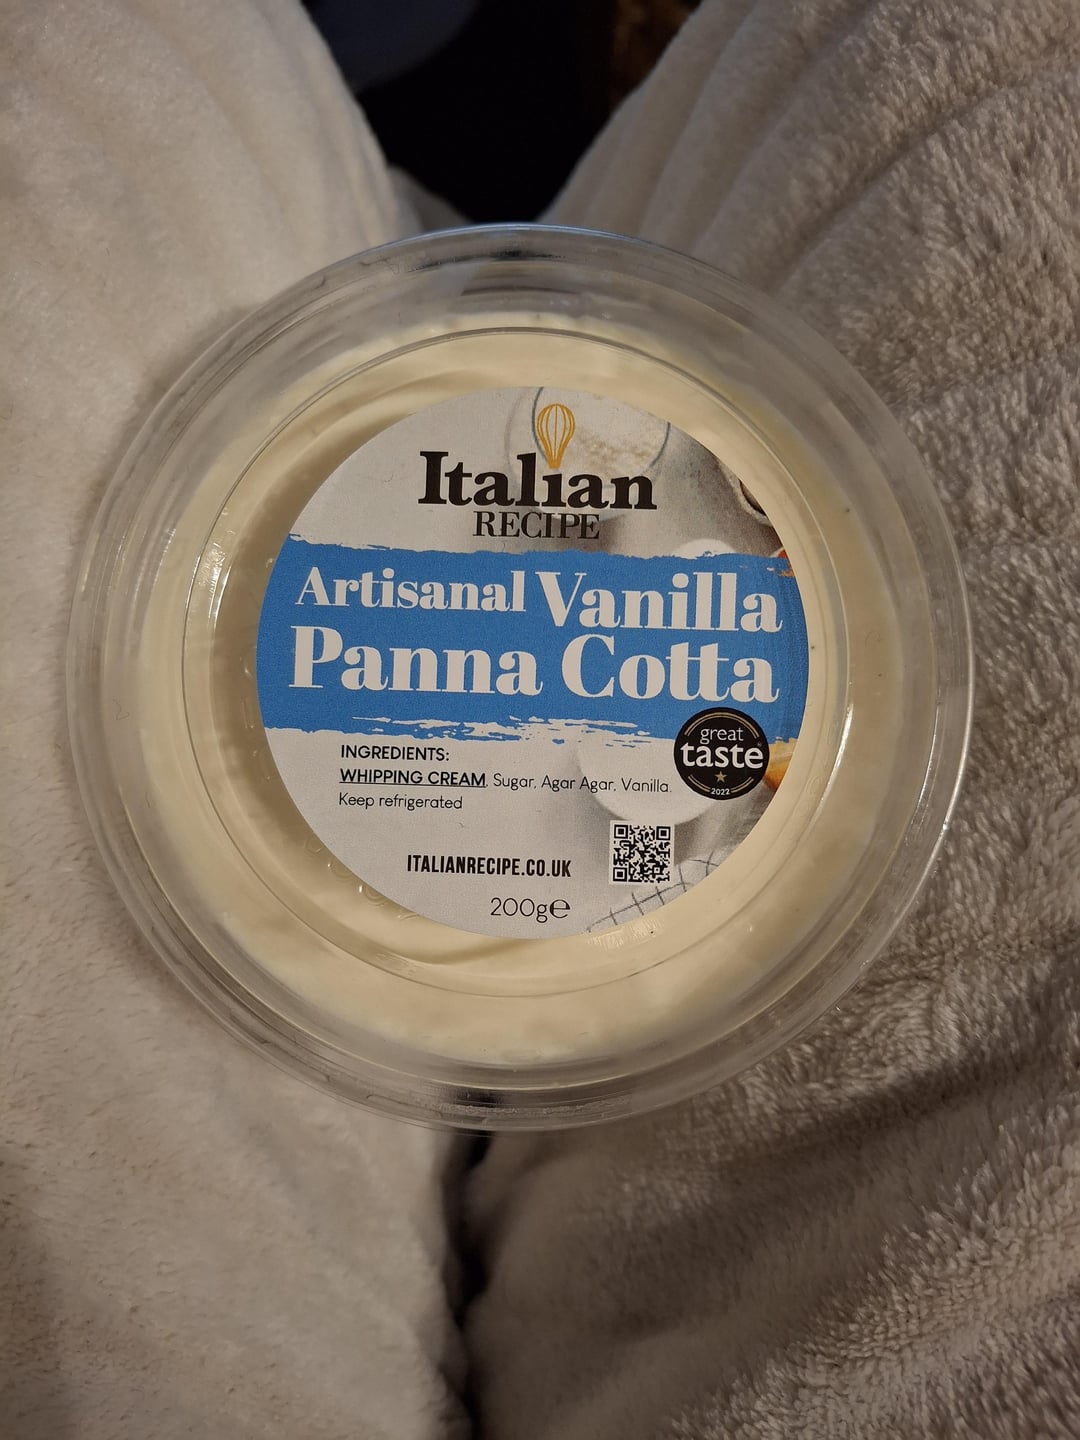 Italian
RECIPE
Artisanal Vanilla
Panna Cotta
great
taste
2022
INGREDIENTS:
WHIPPING CREAM, Sugar, Agar Agar, Vanilla.
Keep refrigerated
ITALIANRECIPE.CO.UK
200g℮